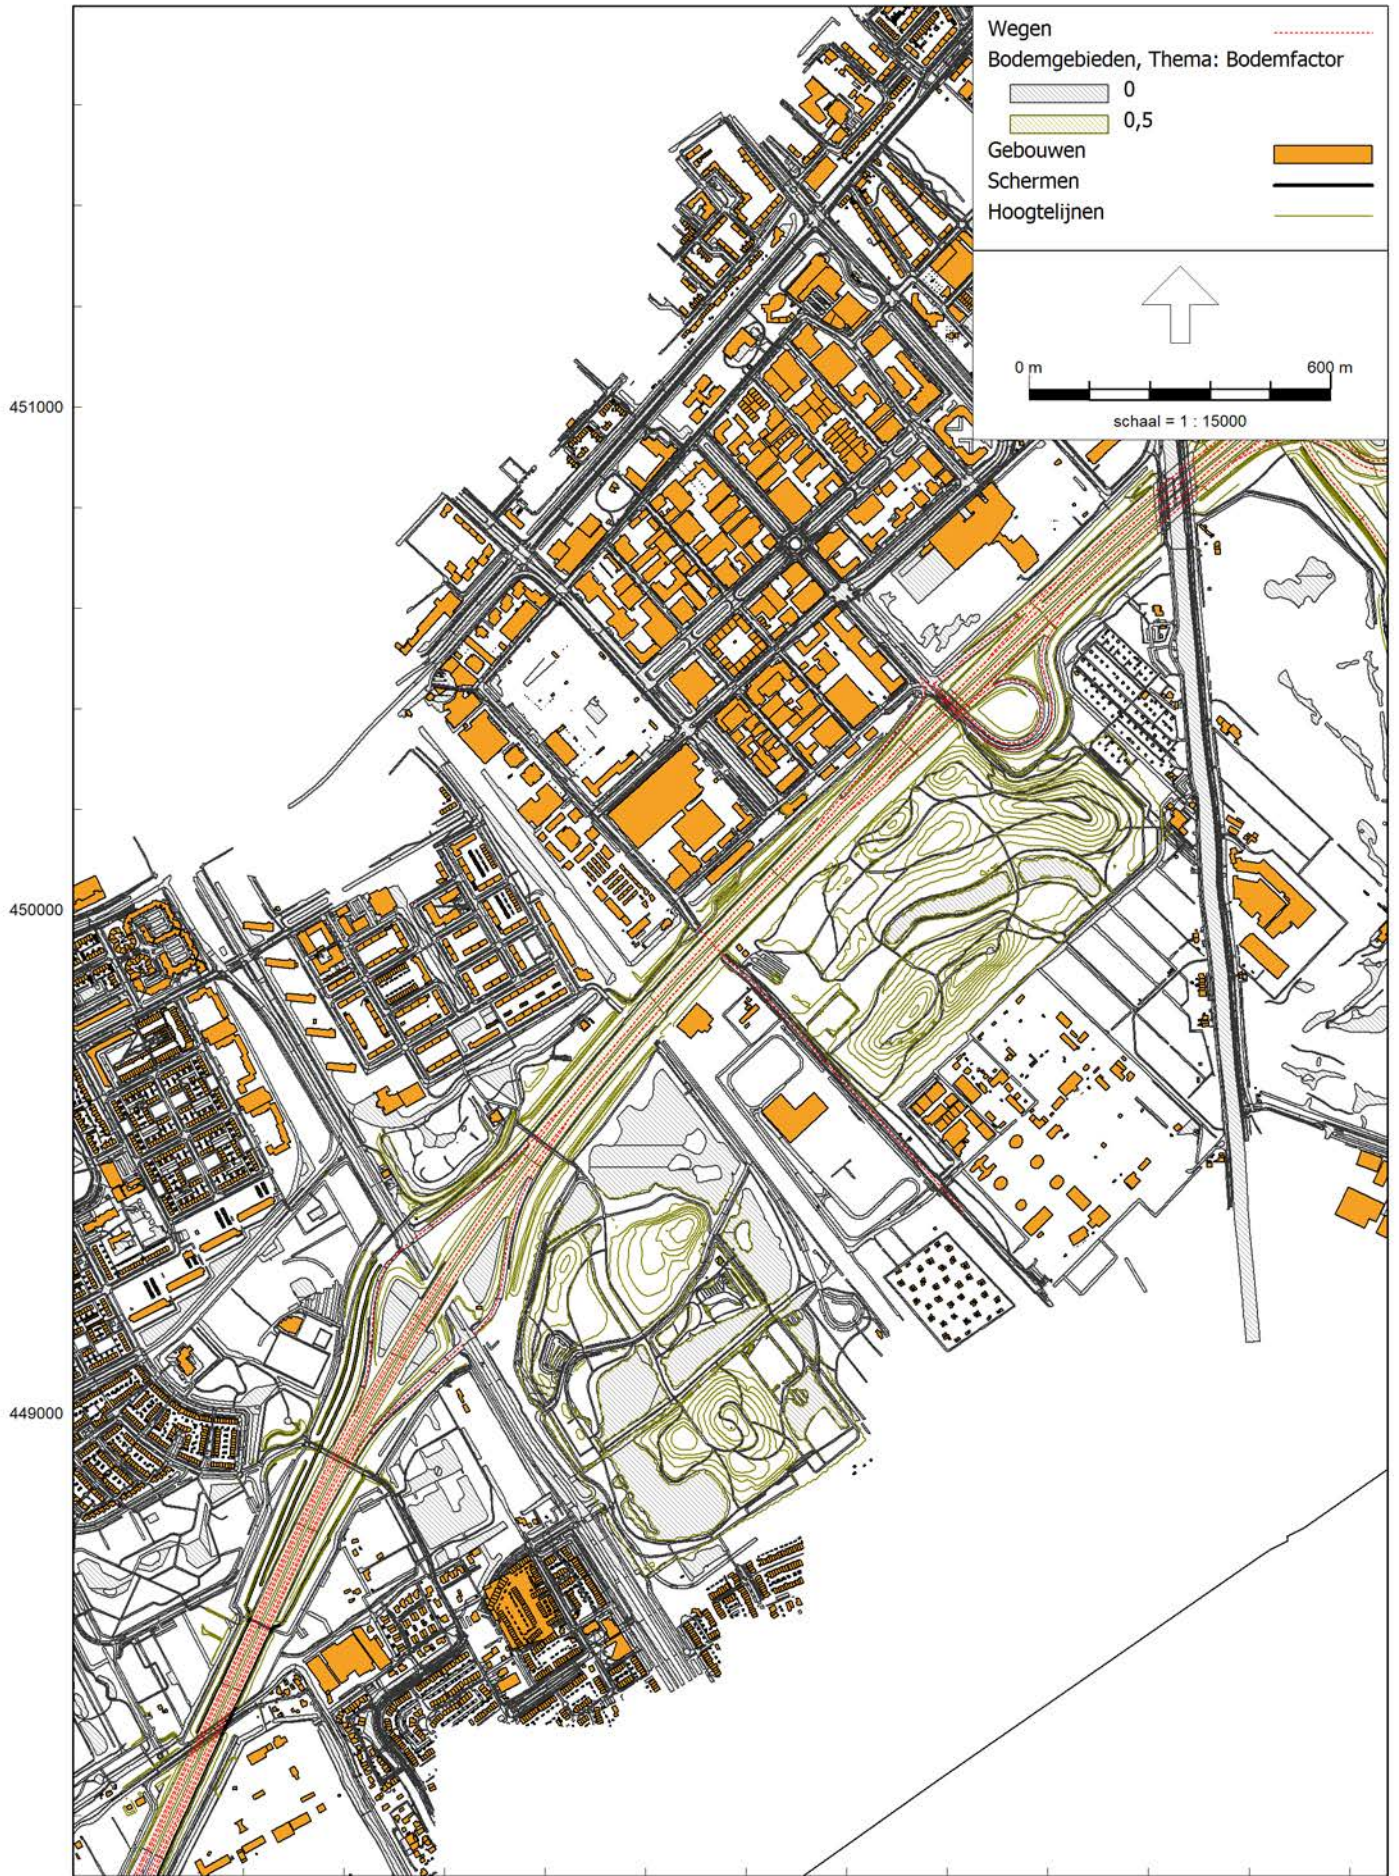 Wegen
Bodemgebieden, Thema: Bodemfactor
0
0,5
Gebouwen
Schermen
Hoogtelijnen
0 m 600 m
schaal = 1 : 15000
451000
450000
449000